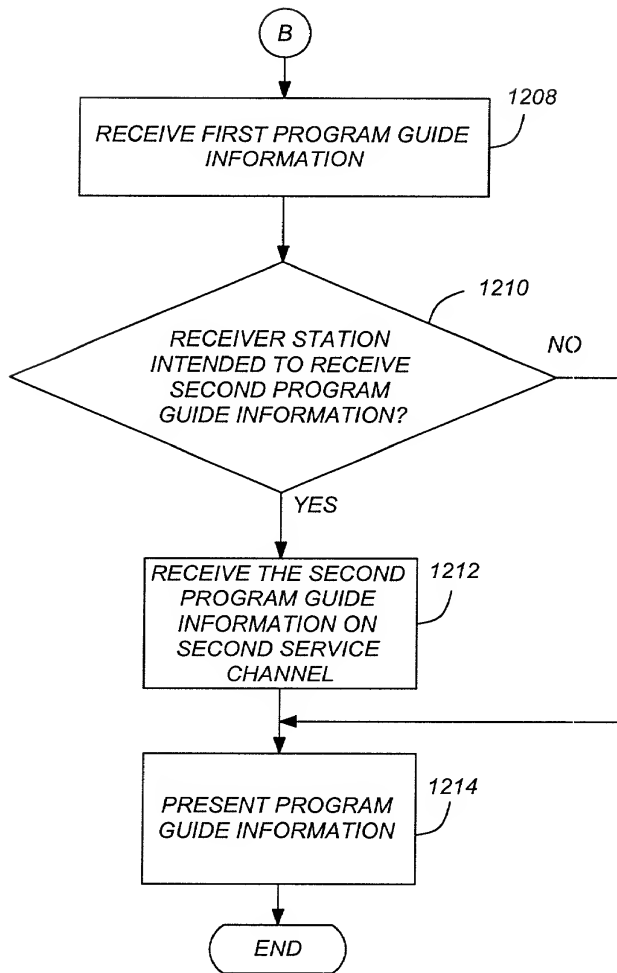 B
1208
RECEIVE FIRST PROGRAM GUIDE
INFORMATION
1210
RECEIVER STATION
INTENDED TO RECEIVE
SECOND PROGRAM
GUIDE INFORMATION?
NO
YES
RECEIVE THE SECOND
PROGRAM GUIDE
INFORMATION ON
SECOND SERVICE
CHANNEL
1212
PRESENT PROGRAM
GUIDE INFORMATION
1214
END